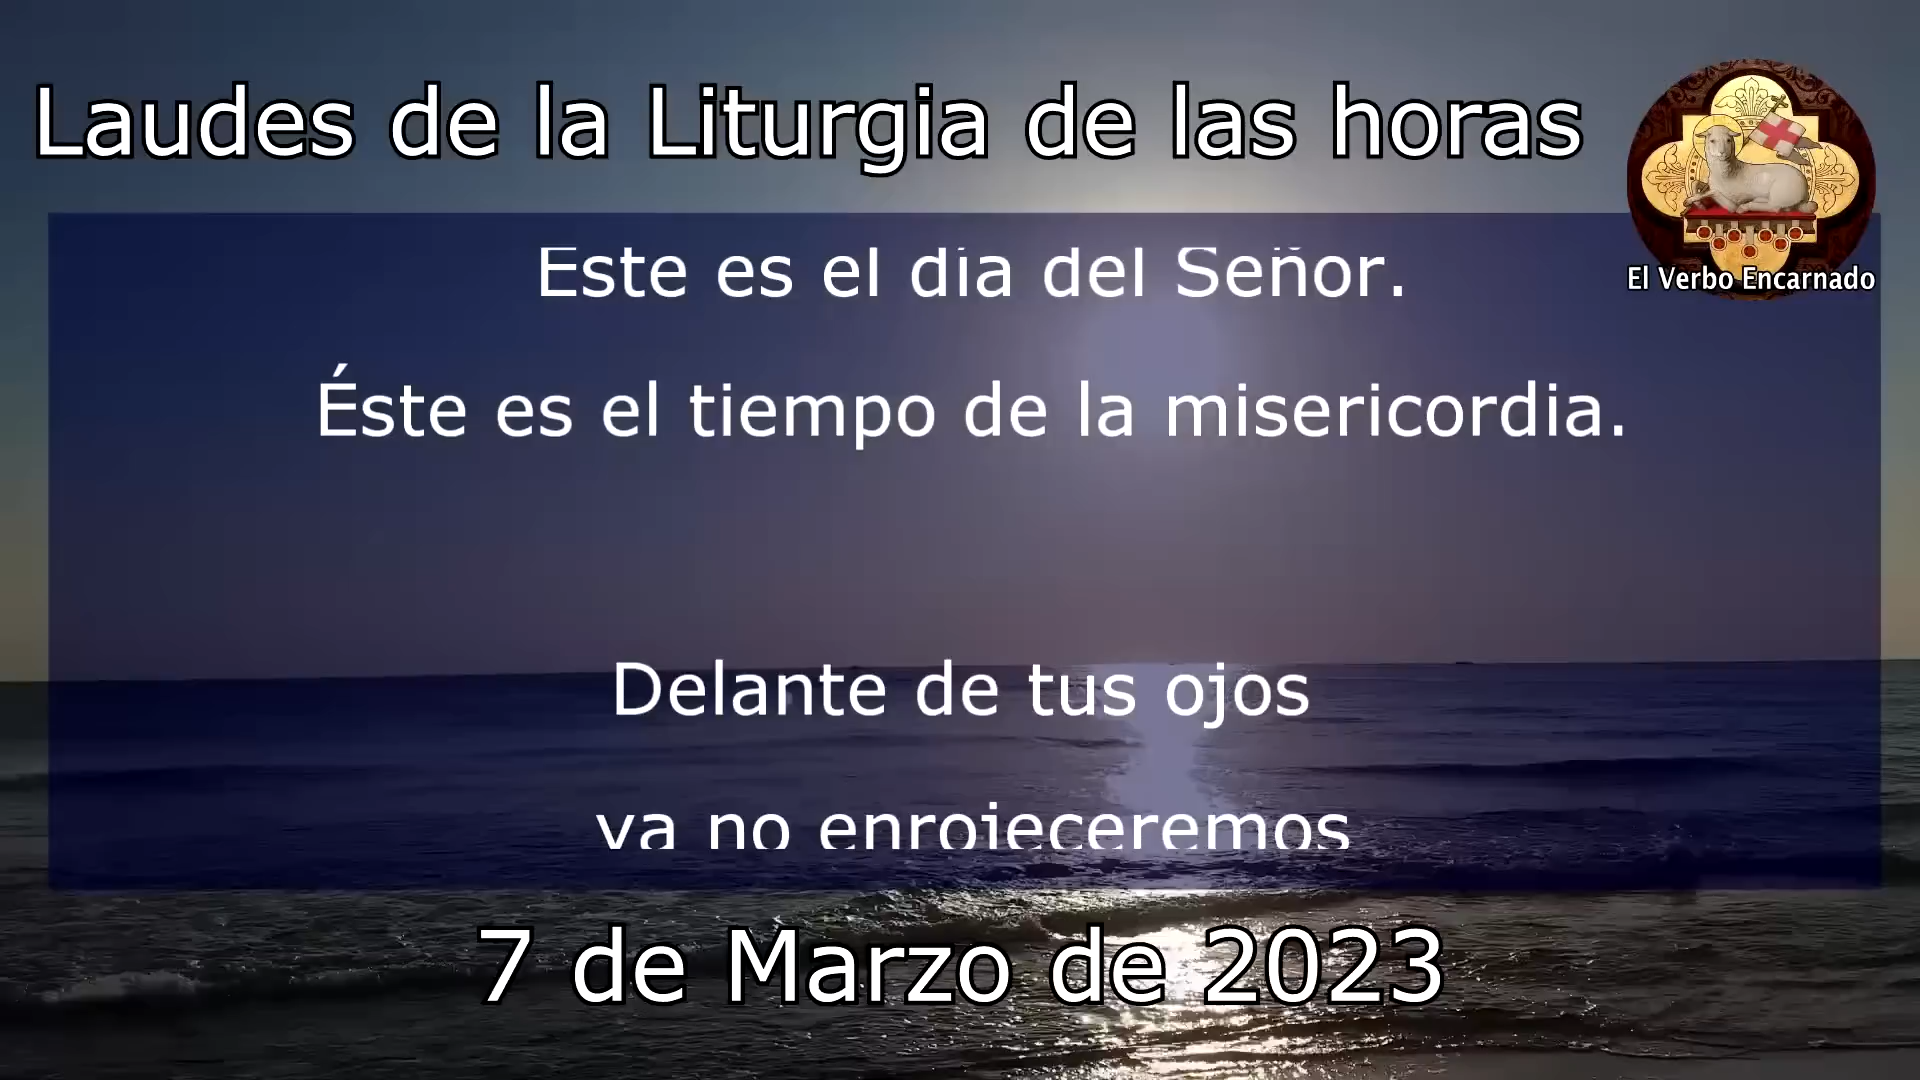 Laudes de la Liturgia de las horas
El Verbo Encarnado
Éste es el día del Señor.
Éste es el tiempo de la misericordia.
Delante de tus ojos
ya no enrojeceremos
7 de Marzo de 2023